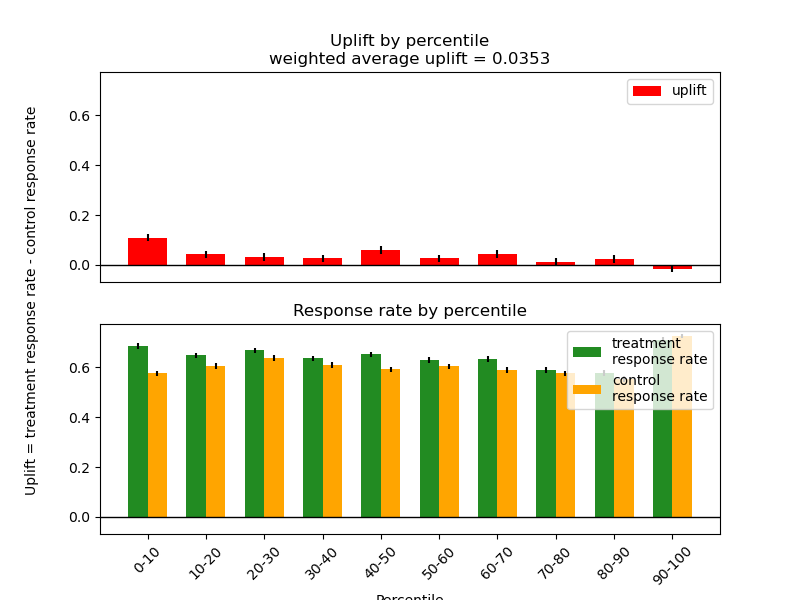 Uplift by percentile
weighted average uplift = 0.0353
uplift
0.6
0.4
0.2
0.0
Uplift = treatment response rate - control response rate
Response rate by percentile
treatment
response rate
control
response rate
0.6
0.4
0.2
0.0
0-10
10-20
20-30
30-40
40-50
50-60
60-70
70-80
80-90
90-100
Percentile